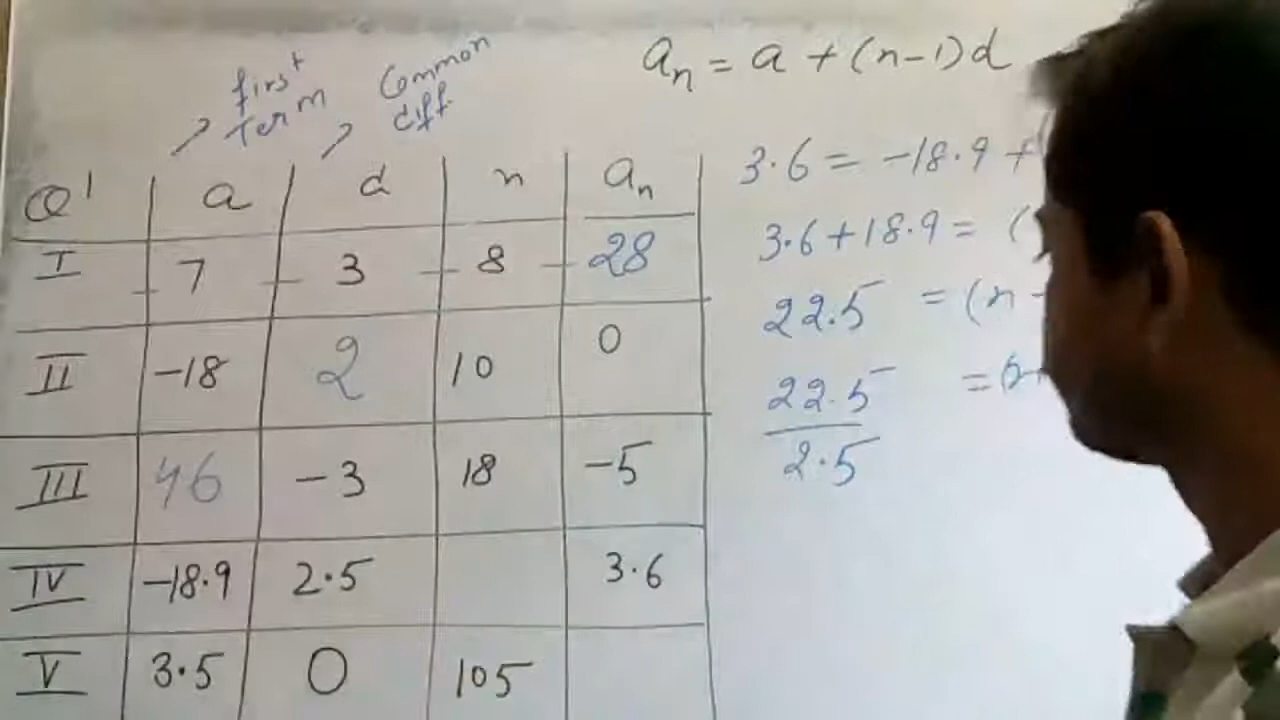 first
term
Common
diff.
Q1 a d n an
I 7 3 8 28
II -18 2 10 0
III 46 -3 18 -5
IV -18.9 2.5 3.6
V 3.5 0 105
an = a + (n-1)d
3.6 = -18.9 +
3.6 + 18.9 = (
22.5 = (n -
22.5 =
2.5